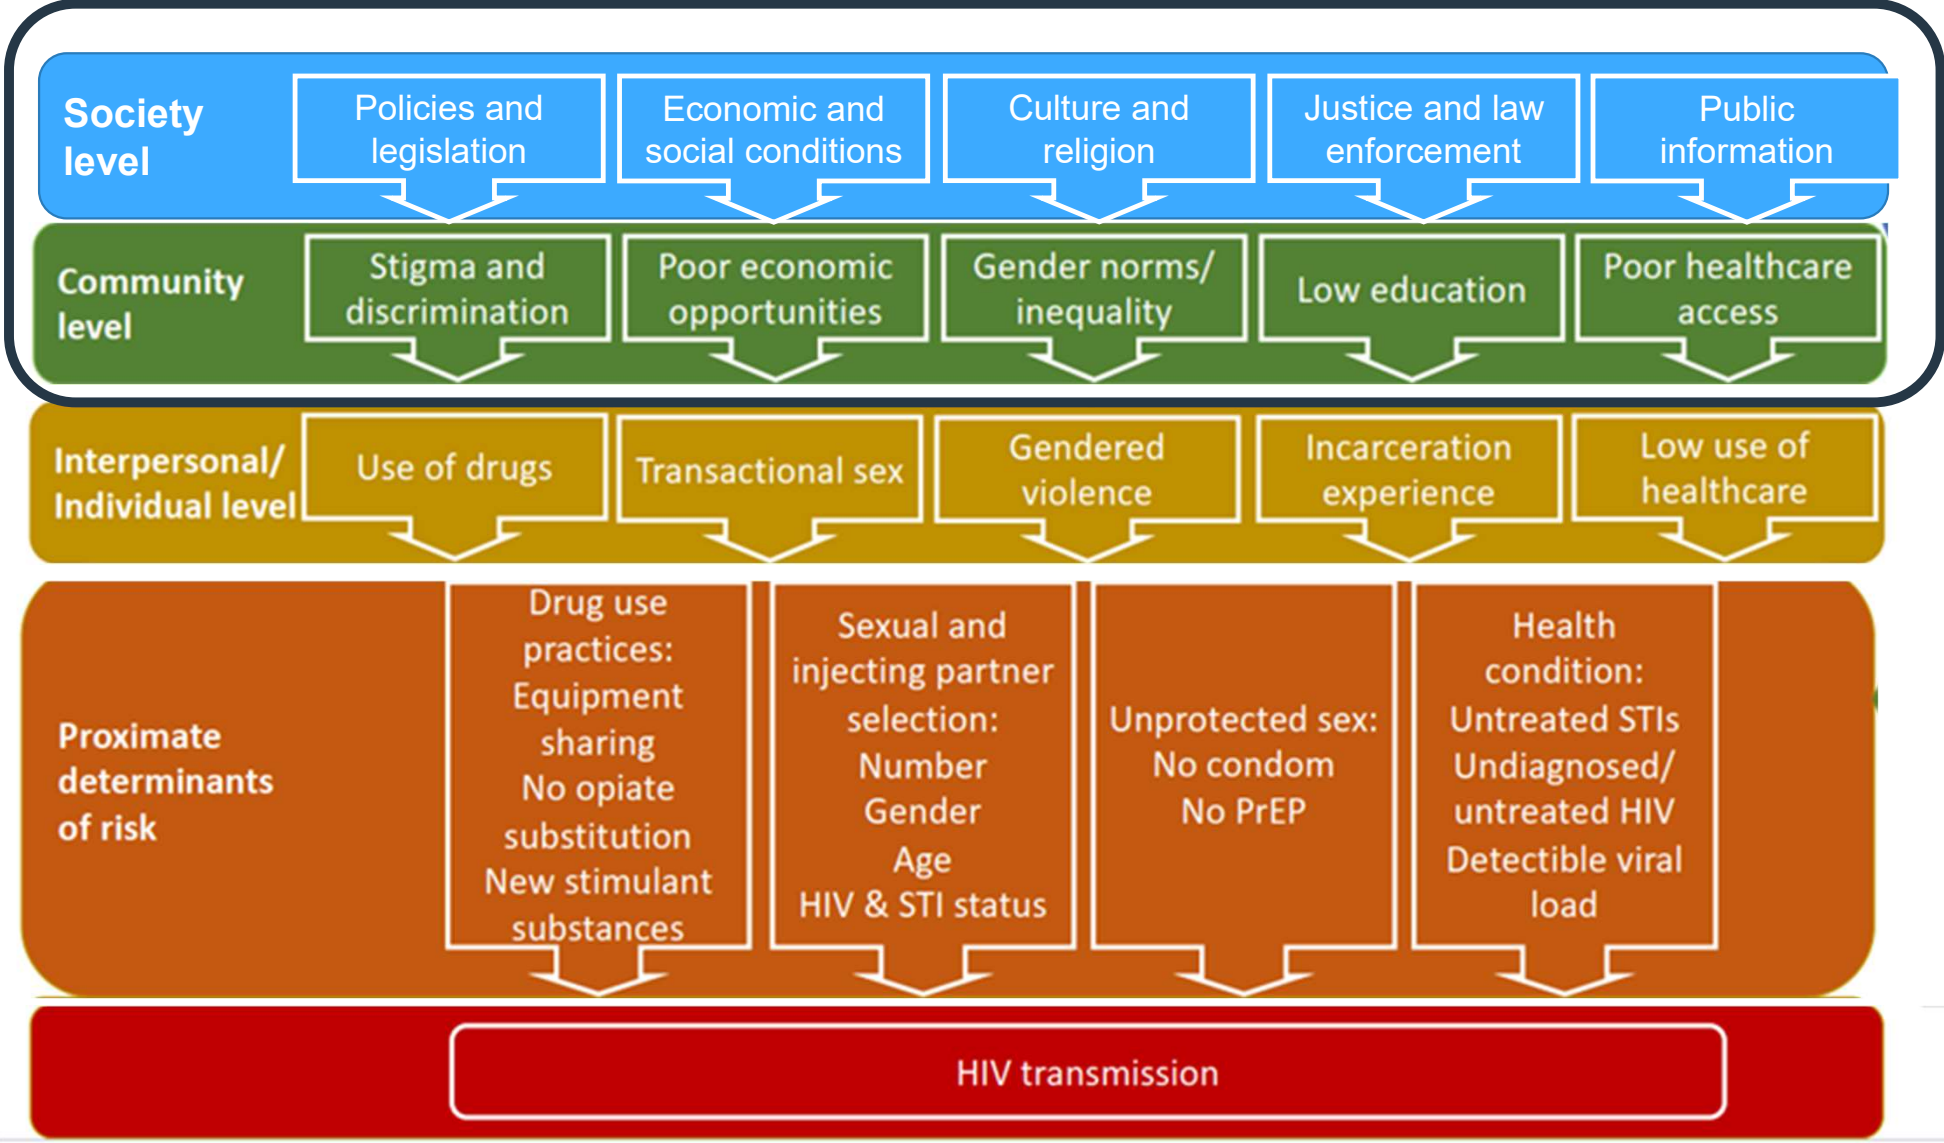 Society
level
Policies and
legislation
Economic and
social conditions
Culture and
religion
Justice and law
enforcement
Public
information
Community
level
Stigma and
discrimination
Poor economic
opportunities
Gender norms/
inequality
Low education
Poor healthcare
access
Interpersonal/
Individual level
Use of drugs
Transactional sex
Gendered
violence
Incarceration
experience
Low use of
healthcare
Proximate
determinants
of risk
Drug use
practices:
Equipment
sharing
No opiate
substitution
New stimulant
substances
Sexual and
injecting partner
selection:
Number
Gender
Age
HIV & STI status
Unprotected sex:
No condom
No PrEP
Health
condition:
Untreated STIs
Undiagnosed/
untreated HIV
Detectible viral
load
HIV transmission